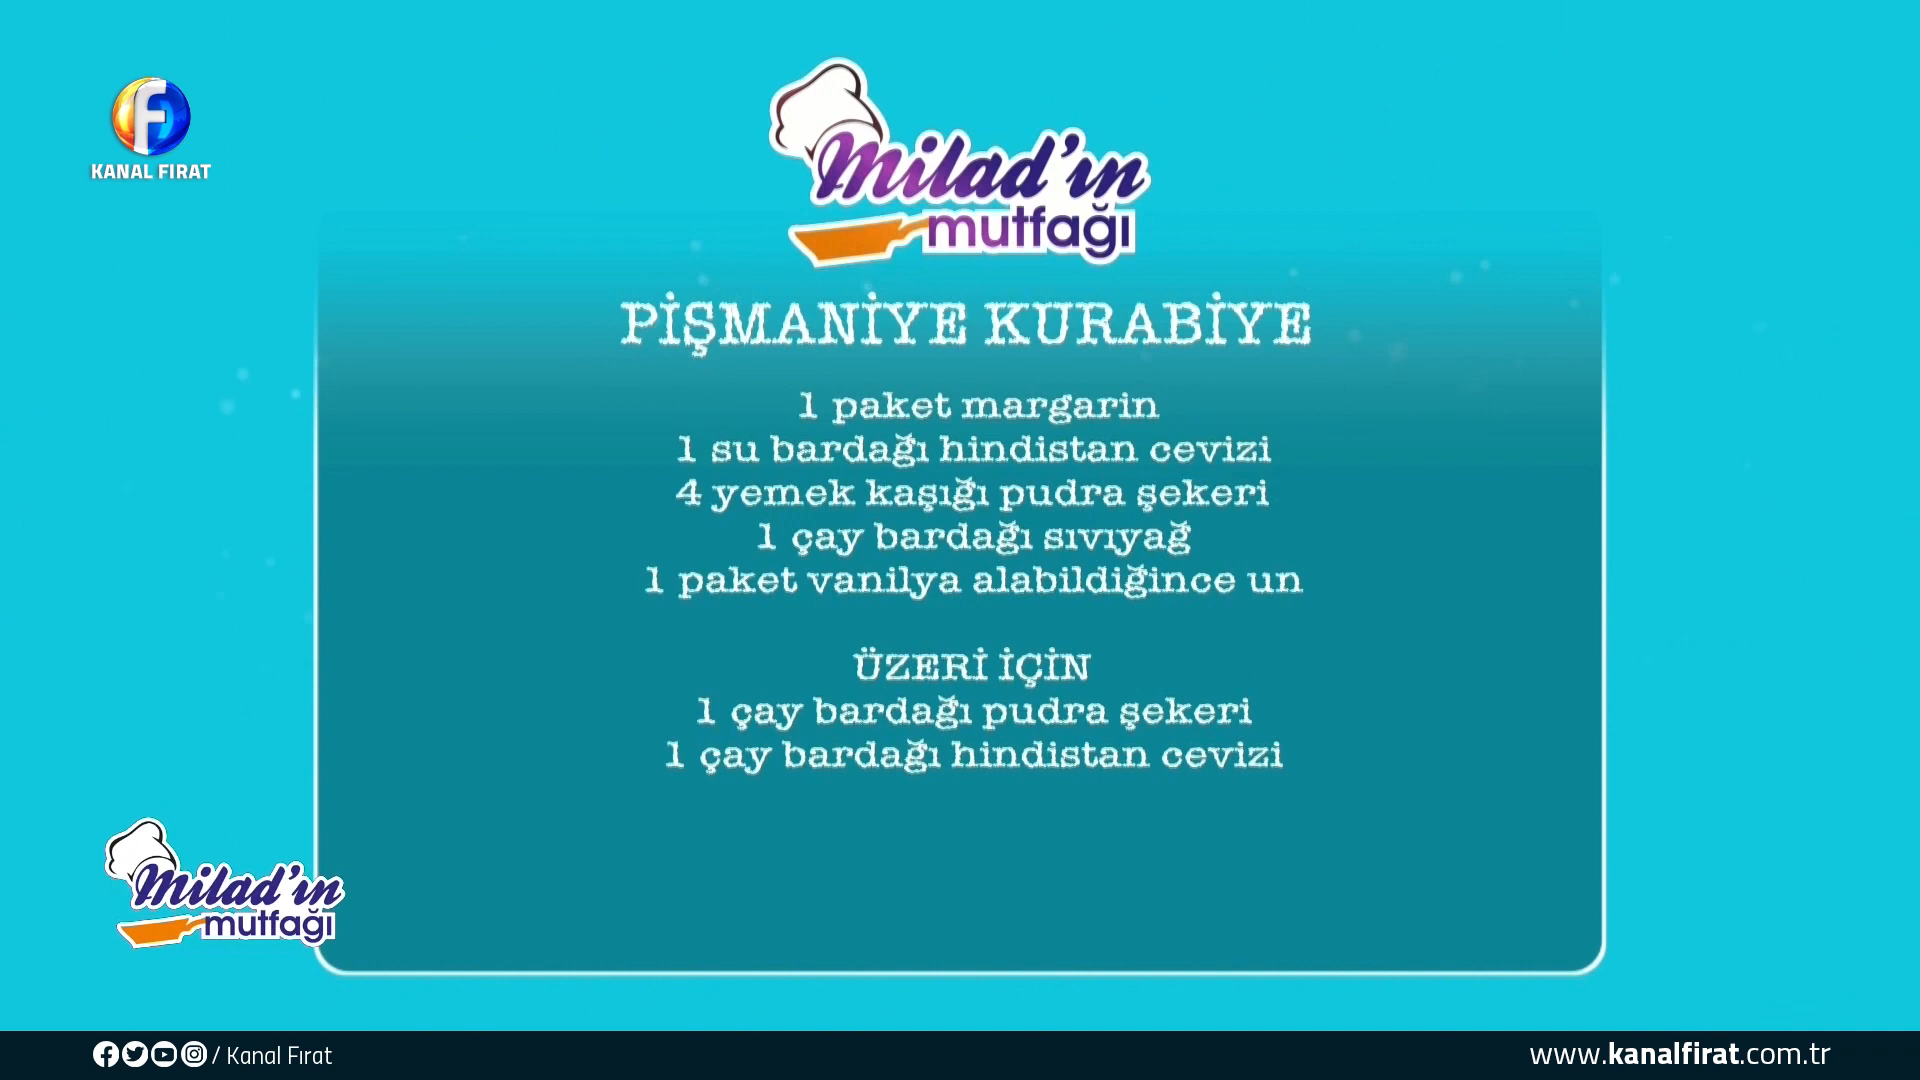 KANAL FIRAT
Milad'ın
mutfağı
PİŞMANİYE KURABİYE
1 paket margarin
1 su bardağı hindistan cevizi
4 yemek kaşığı pudra şekeri
1 çay bardağı sıvıyağ
1 paket vanilya alabildiğince un
ÜZERİ İÇİN
1 çay bardağı pudra şekeri
1 çay bardağı hindistan cevizi
Milad'ın
mutfağı
/ Kanal Fırat
www.kanalfirat.com.tr